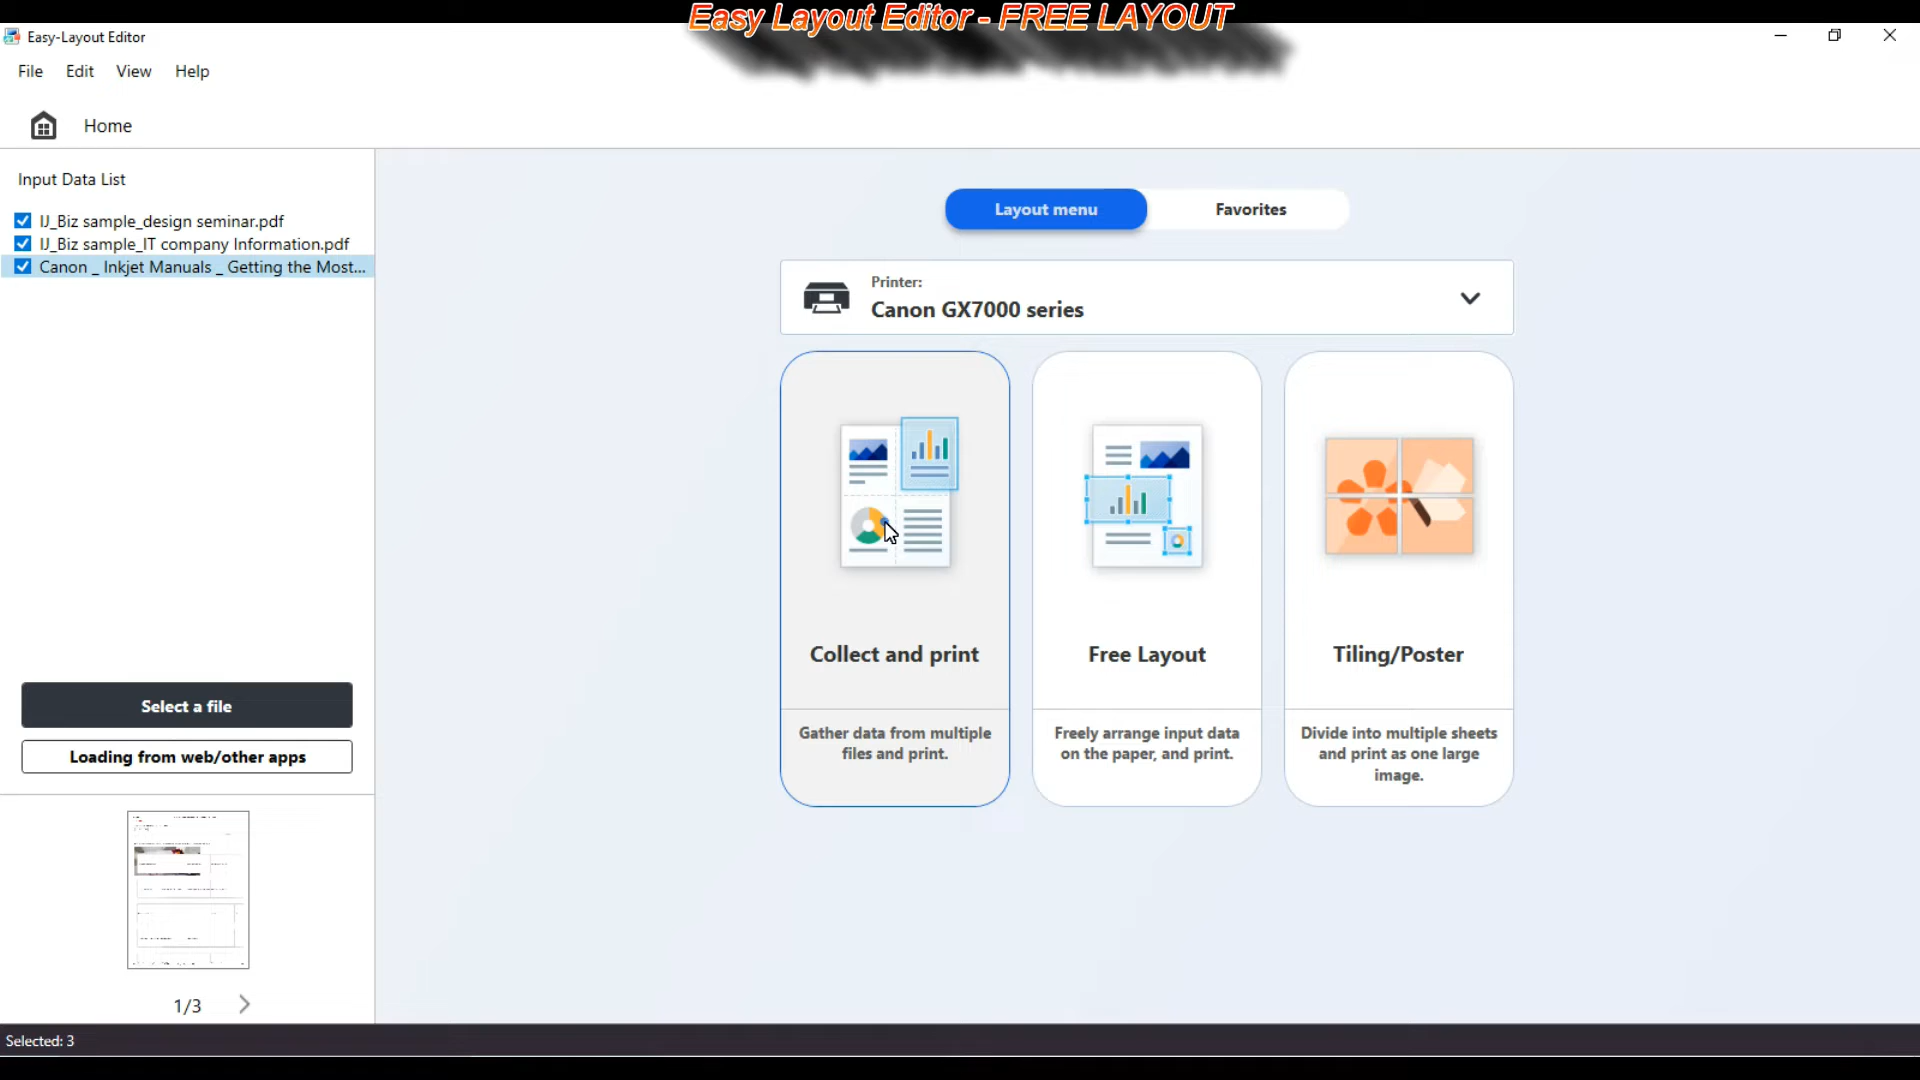 Easy Layout Editor - FREE LAYOUT
Easy-Layout Editor
File Edit View Help
Home
Input Data List
IJ_Biz sample_design seminar.pdf
IJ_Biz sample_IT company Information.pdf
Canon _ Inkjet Manuals _ Getting the Most...
Select a file
Loading from web/other apps
1/3
Selected: 3
Layout menu Favorites
Printer:
Canon GX7000 series
Collect and print
Gather data from multiple
files and print.
Free Layout
Freely arrange input data
on the paper, and print.
Tiling/Poster
Divide into multiple sheets
and print as one large
image.